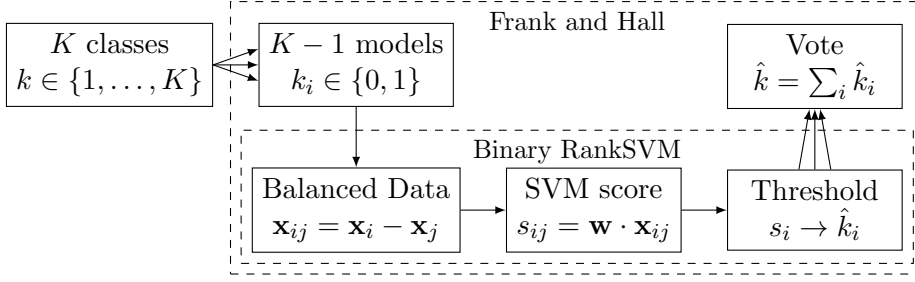 Frank and Hall
K classes
k ∈ {1, . . . , K}
K − 1 models
k_i ∈ {0, 1}
Vote
k̂ = ∑_i k̂_i
Binary RankSVM
Balanced Data
x_ij = x_i − x_j
SVM score
s_ij = w · x_ij
Threshold
s_i → k̂_i